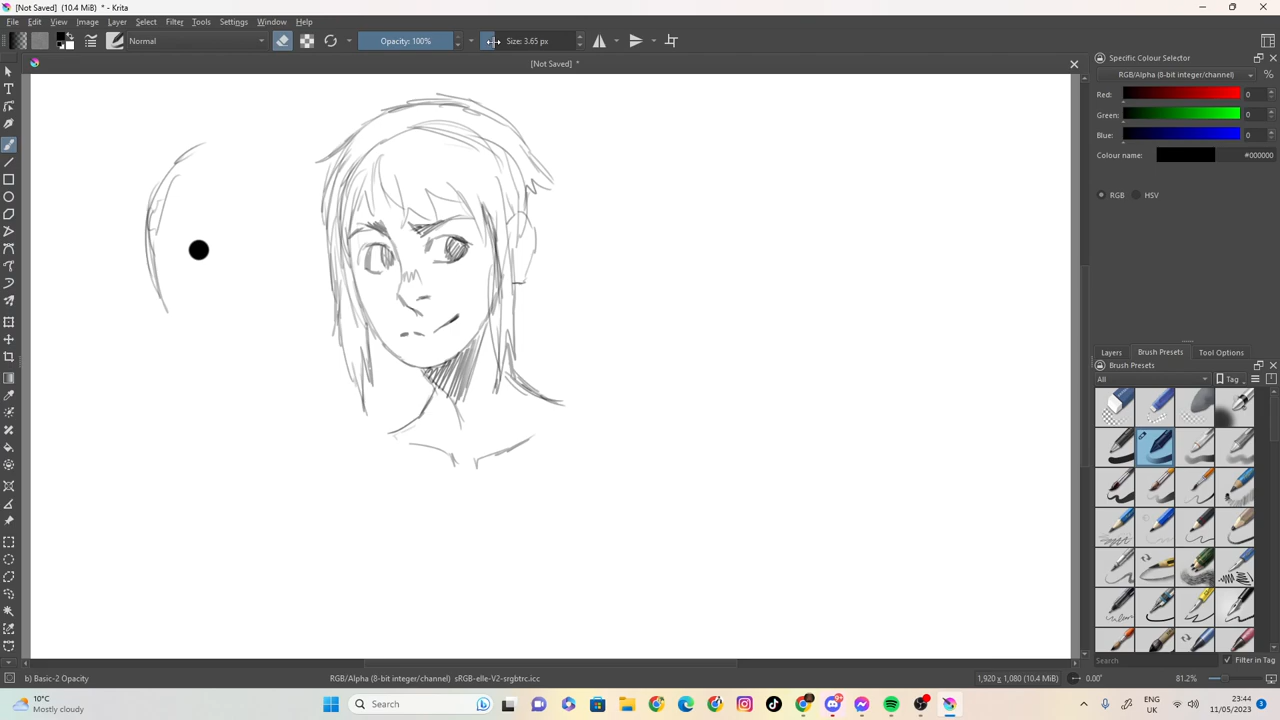 [Not Saved] (10.4 MiB) * - Krita
File Edit View Image Layer Select Filter Tools Settings Window Help
Normal Opacity: 100% Size: 3.65 px
[Not Saved] *
Specific Colour Selector
RGB/Alpha (8-bit integer/channel) %
Red: 0
Green: 0
Blue: 0
Colour name: #000000
RGB HSV
Layers Brush Presets Tool Options
Brush Presets
All Tag
Search Filter in Tag
b) Basic-2 Opacity RGB/Alpha (8-bit integer/channel) sRGB-elle-V2-srgbtrc.icc 1,920 x 1,080 (10.4 MiB) 0.00° 81.2%
10°C
Mostly cloudy
Search
ENG
UK
23:44
11/05/2023
3